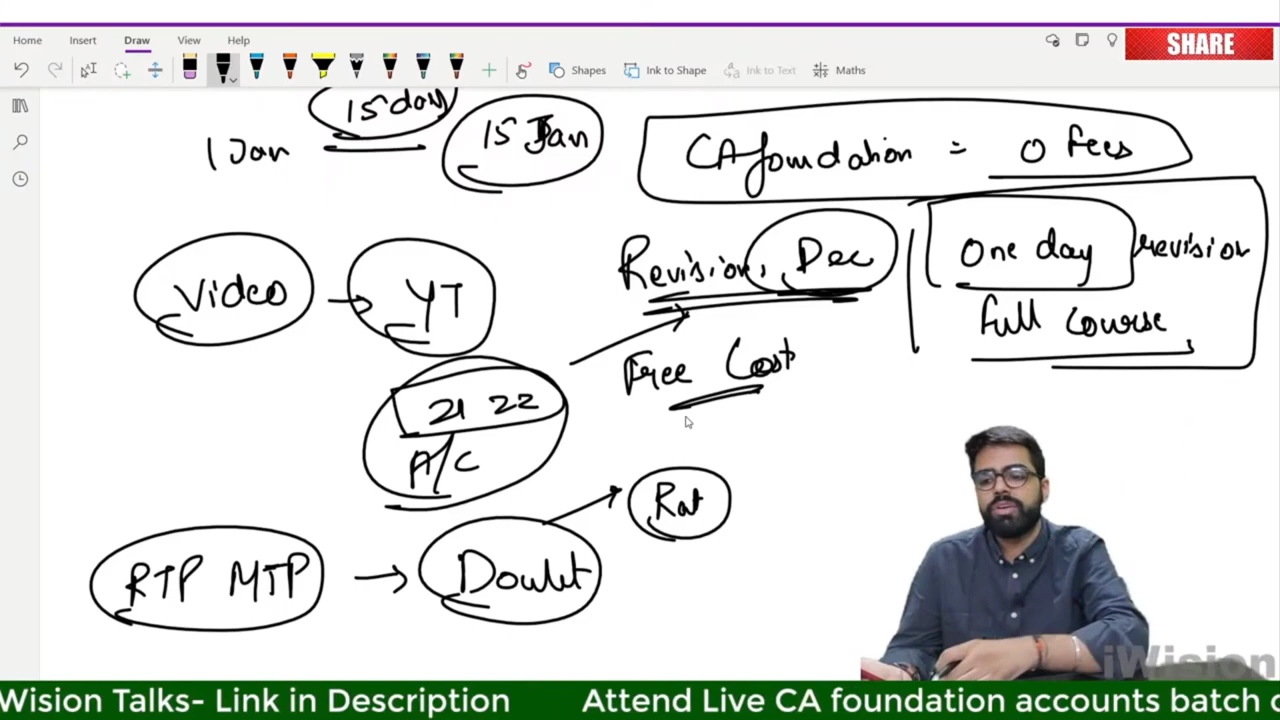 Home Insert Draw View Help
SHARE
Shapes Ink to Shape Ink to Text Maths
15 day
1 Jan
15 Jan
CA foundation = 0 fees
Video → YT
Revision, Dec
One day revision
full course
Free Cost
21 22
A/C
Rat
RTP MTP → Doubt
iWision
Wision Talks- Link in Description Attend Live CA foundation accounts batch